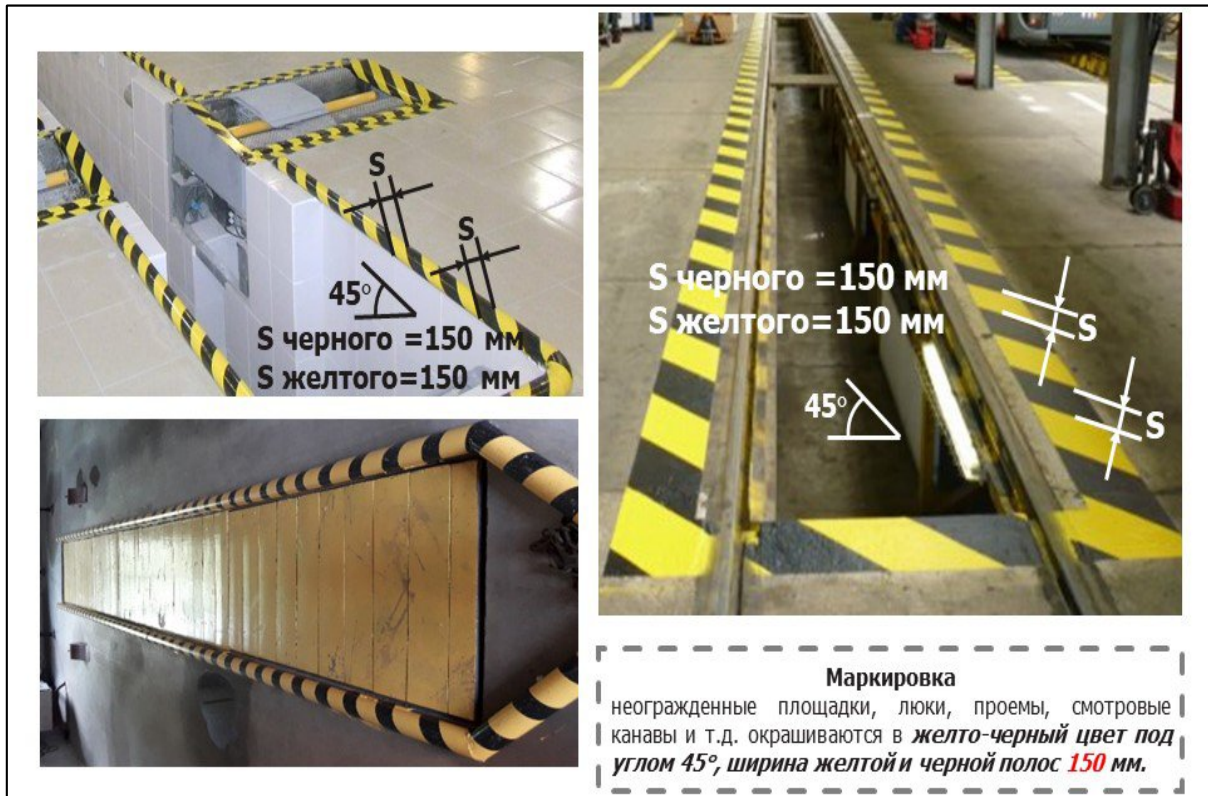 S
S
45°
S черного =150 мм
S желтого=150 мм
S черного =150 мм
S желтого=150 мм
S
45°
S
Маркировка
неогражденные площадки, люки, проемы, смотровые
канавы и т.д. окрашиваются в желто-черный цвет под
углом 45°, ширина желтой и черной полос 150 мм.